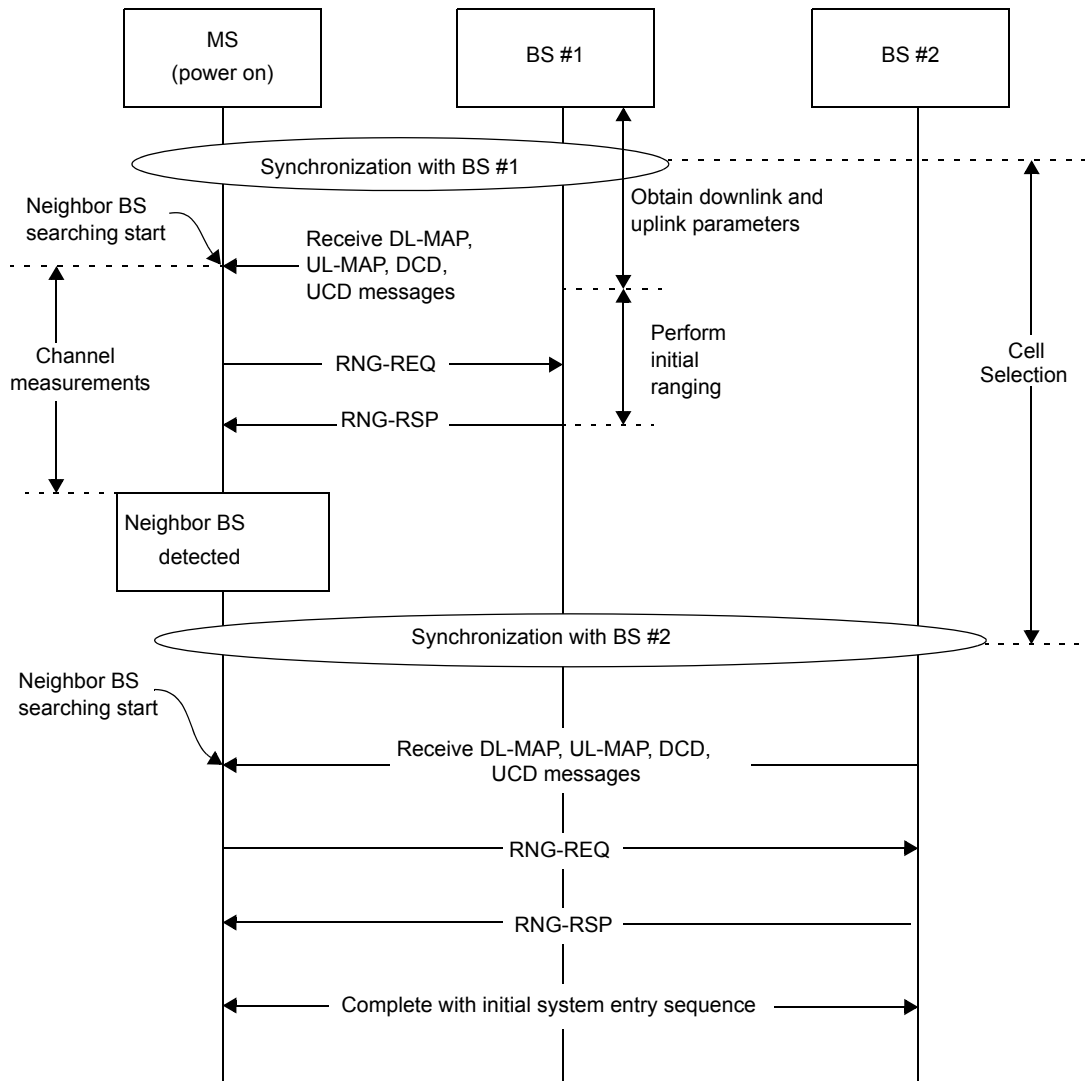 MS
(power on)
BS #1
BS #2
Synchronization with BS #1
Obtain downlink and
uplink parameters
Neighbor BS
searching start
Receive DL-MAP,
UL-MAP, DCD,
UCD messages
Channel
measurements
Perform
initial
ranging
Cell
Selection
RNG-REQ
RNG-RSP
Neighbor BS
detected
Synchronization with BS #2
Neighbor BS
searching start
Receive DL-MAP, UL-MAP, DCD,
UCD messages
RNG-REQ
RNG-RSP
Complete with initial system entry sequence